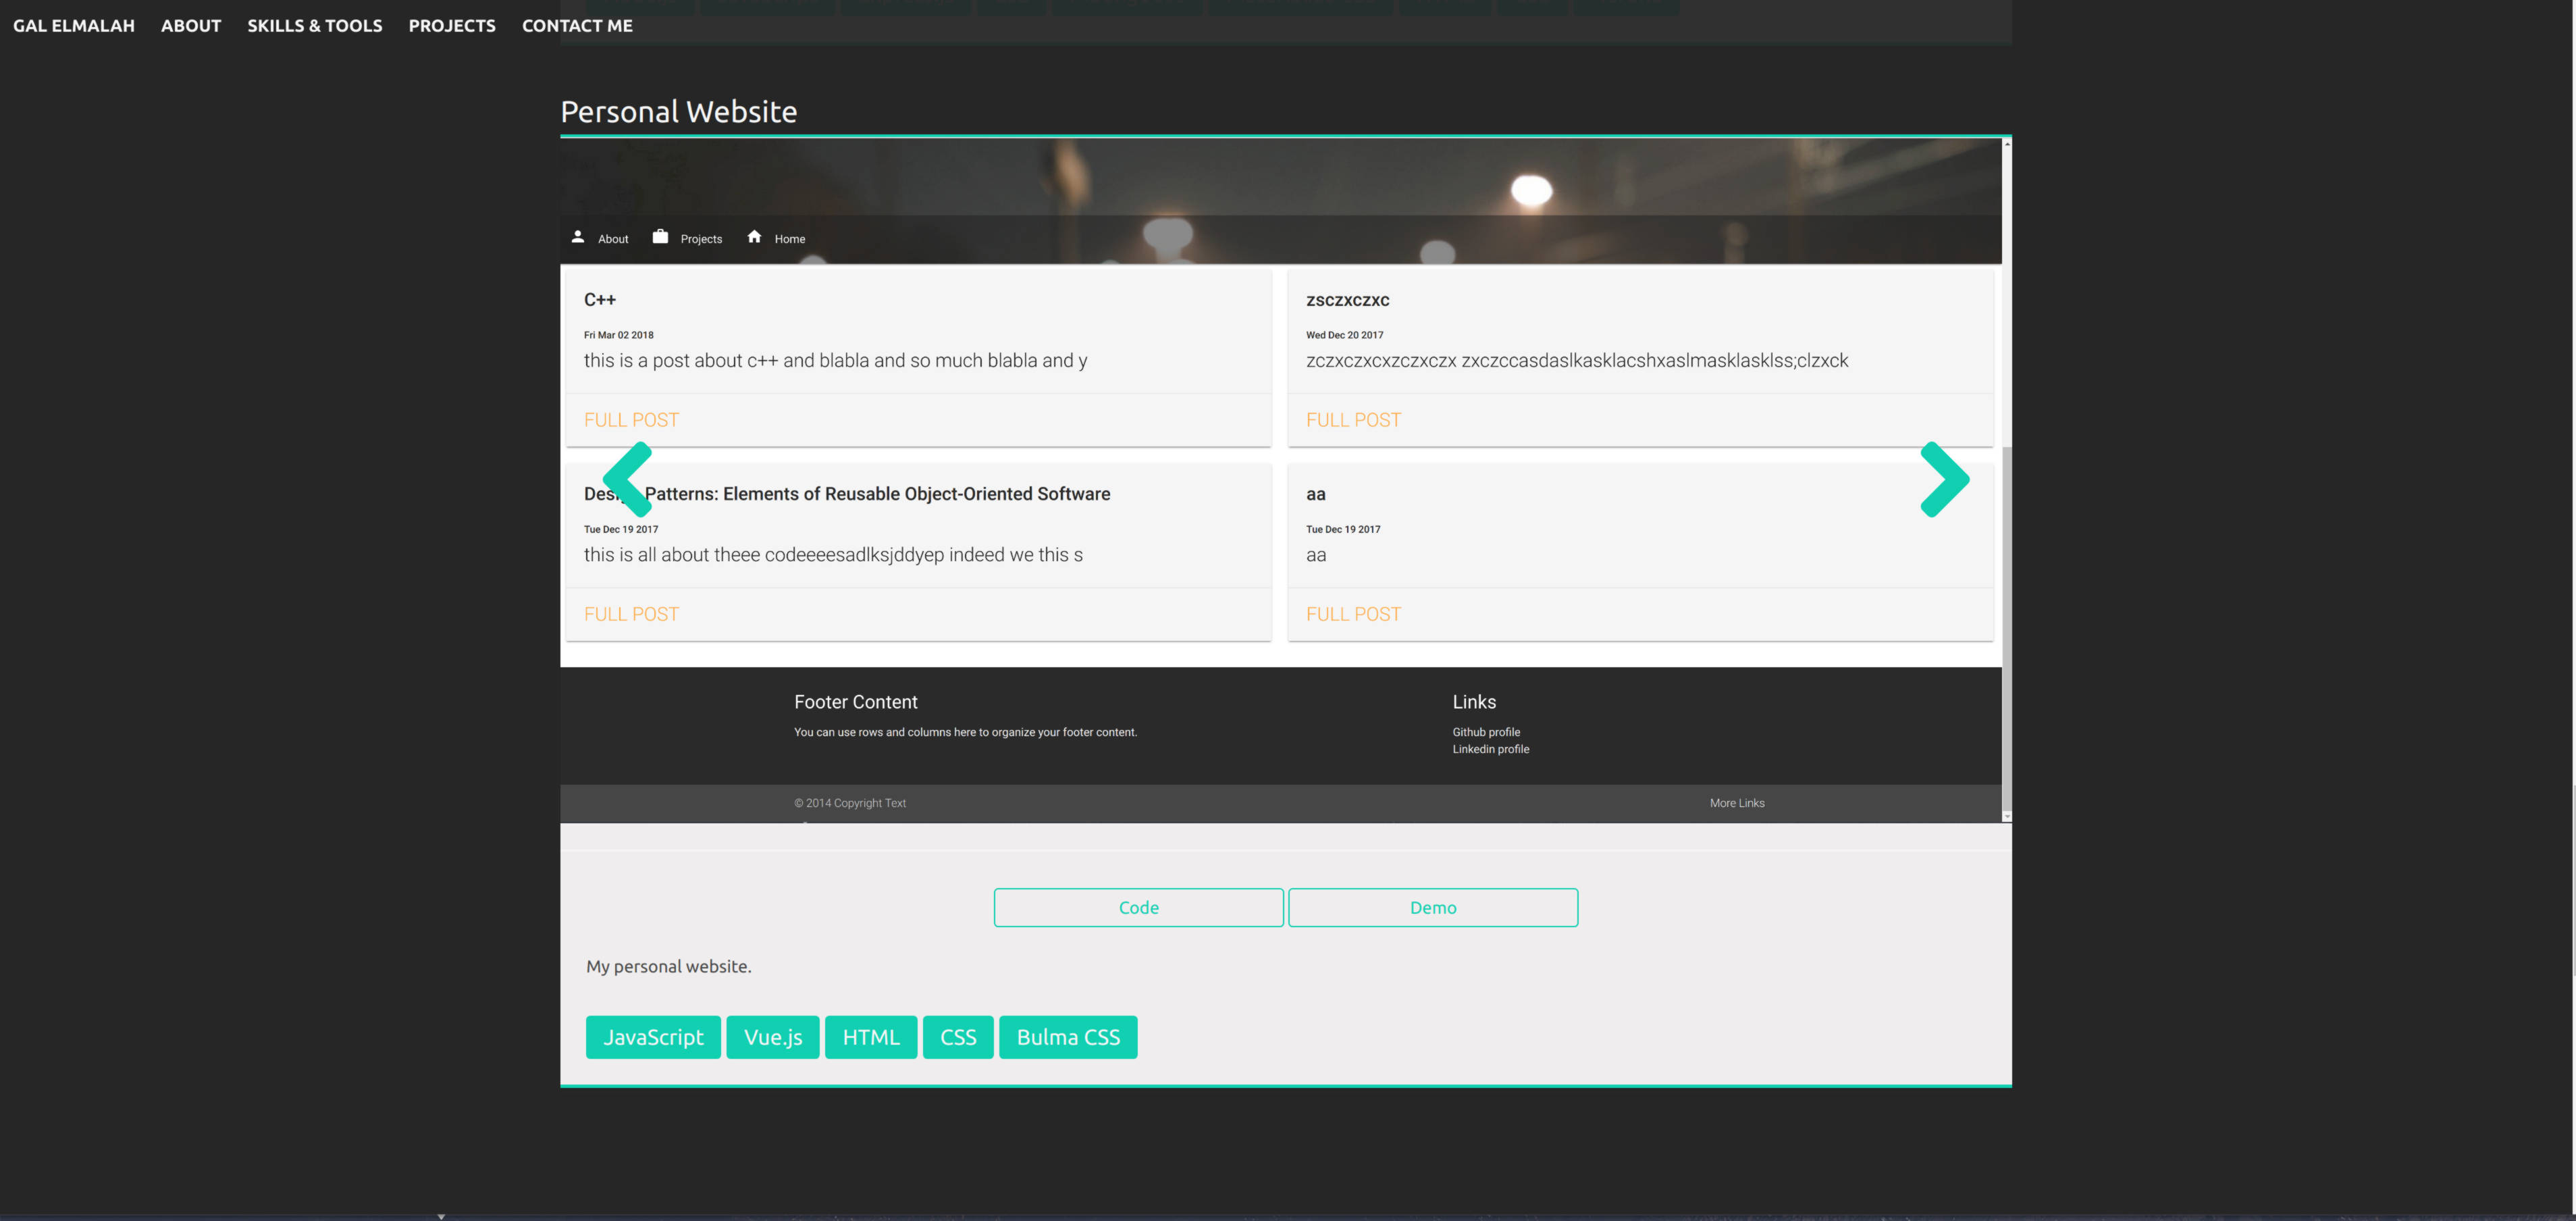 GAL ELMALAH ABOUT SKILLS & TOOLS PROJECTS CONTACT ME
Personal Website
About Projects Home
C++
Fri Mar 02 2018
this is a post about c++ and blabla and so much blabla and y
FULL POST
zsczxczxc
Wed Dec 20 2017
zczxczxcxzczxczx zxczccasdaslkasklacshxaslmasklasklss;clzxck
FULL POST
Patterns: Elements of Reusable Object-Oriented Software
Tue Dec 19 2017
this is all about theee codeeeesadlksjddyep indeed we this s
FULL POST
aa
Tue Dec 19 2017
aa
FULL POST
Footer Content
You can use rows and columns here to organize your footer content.
Links
Github profile
Linkedin profile
© 2014 Copyright Text
More Links
Code
Demo
My personal website.
JavaScript Vue.js HTML CSS Bulma CSS